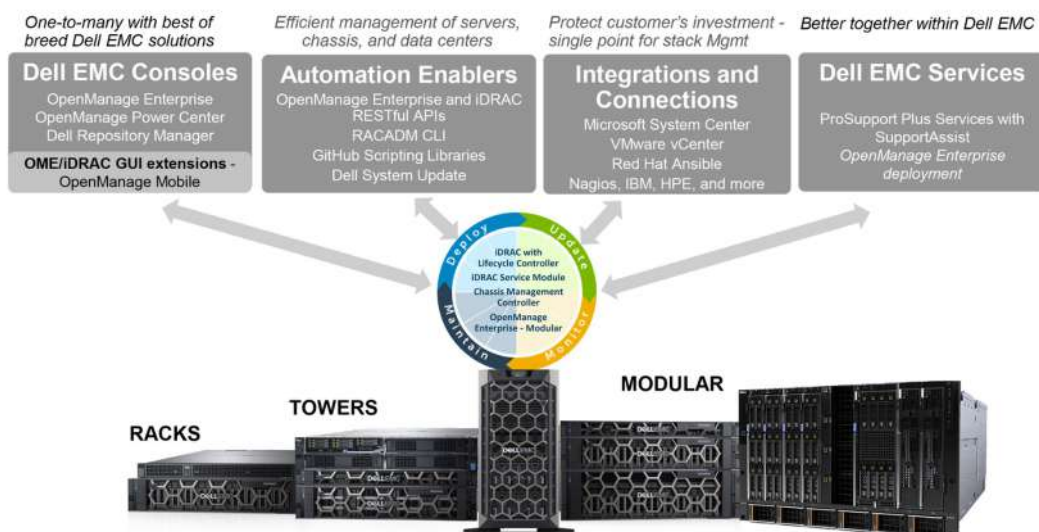 One-to-many with best of
breed Dell EMC solutions
Dell EMC Consoles
OpenManage Enterprise
OpenManage Power Center
Dell Repository Manager
OME/iDRAC GUI extensions -
OpenManage Mobile
Efficient management of servers,
chassis, and data centers
Automation Enablers
OpenManage Enterprise and iDRAC
RESTful APIs
RACADM CLI
GitHub Scripting Libraries
Dell System Update
Protect customer's investment -
single point for stack Mgmt
Integrations and
Connections
Microsoft System Center
VMware vCenter
Red Hat Ansible
Nagios, IBM, HPE, and more
Better together within Dell EMC
Dell EMC Services
ProSupport Plus Services with
SupportAssist
OpenManage Enterprise
deployment
Deploy
Update
Maintain
Monitor
iDRAC with
Lifecycle Controller
iDRAC Service Module
Chassis Management
Controller
OpenManage
Enterprise - Modular
RACKS
TOWERS
MODULAR
DELLEMC
DELLEMC
DELLEMC
DELLEMC
DELLEMC